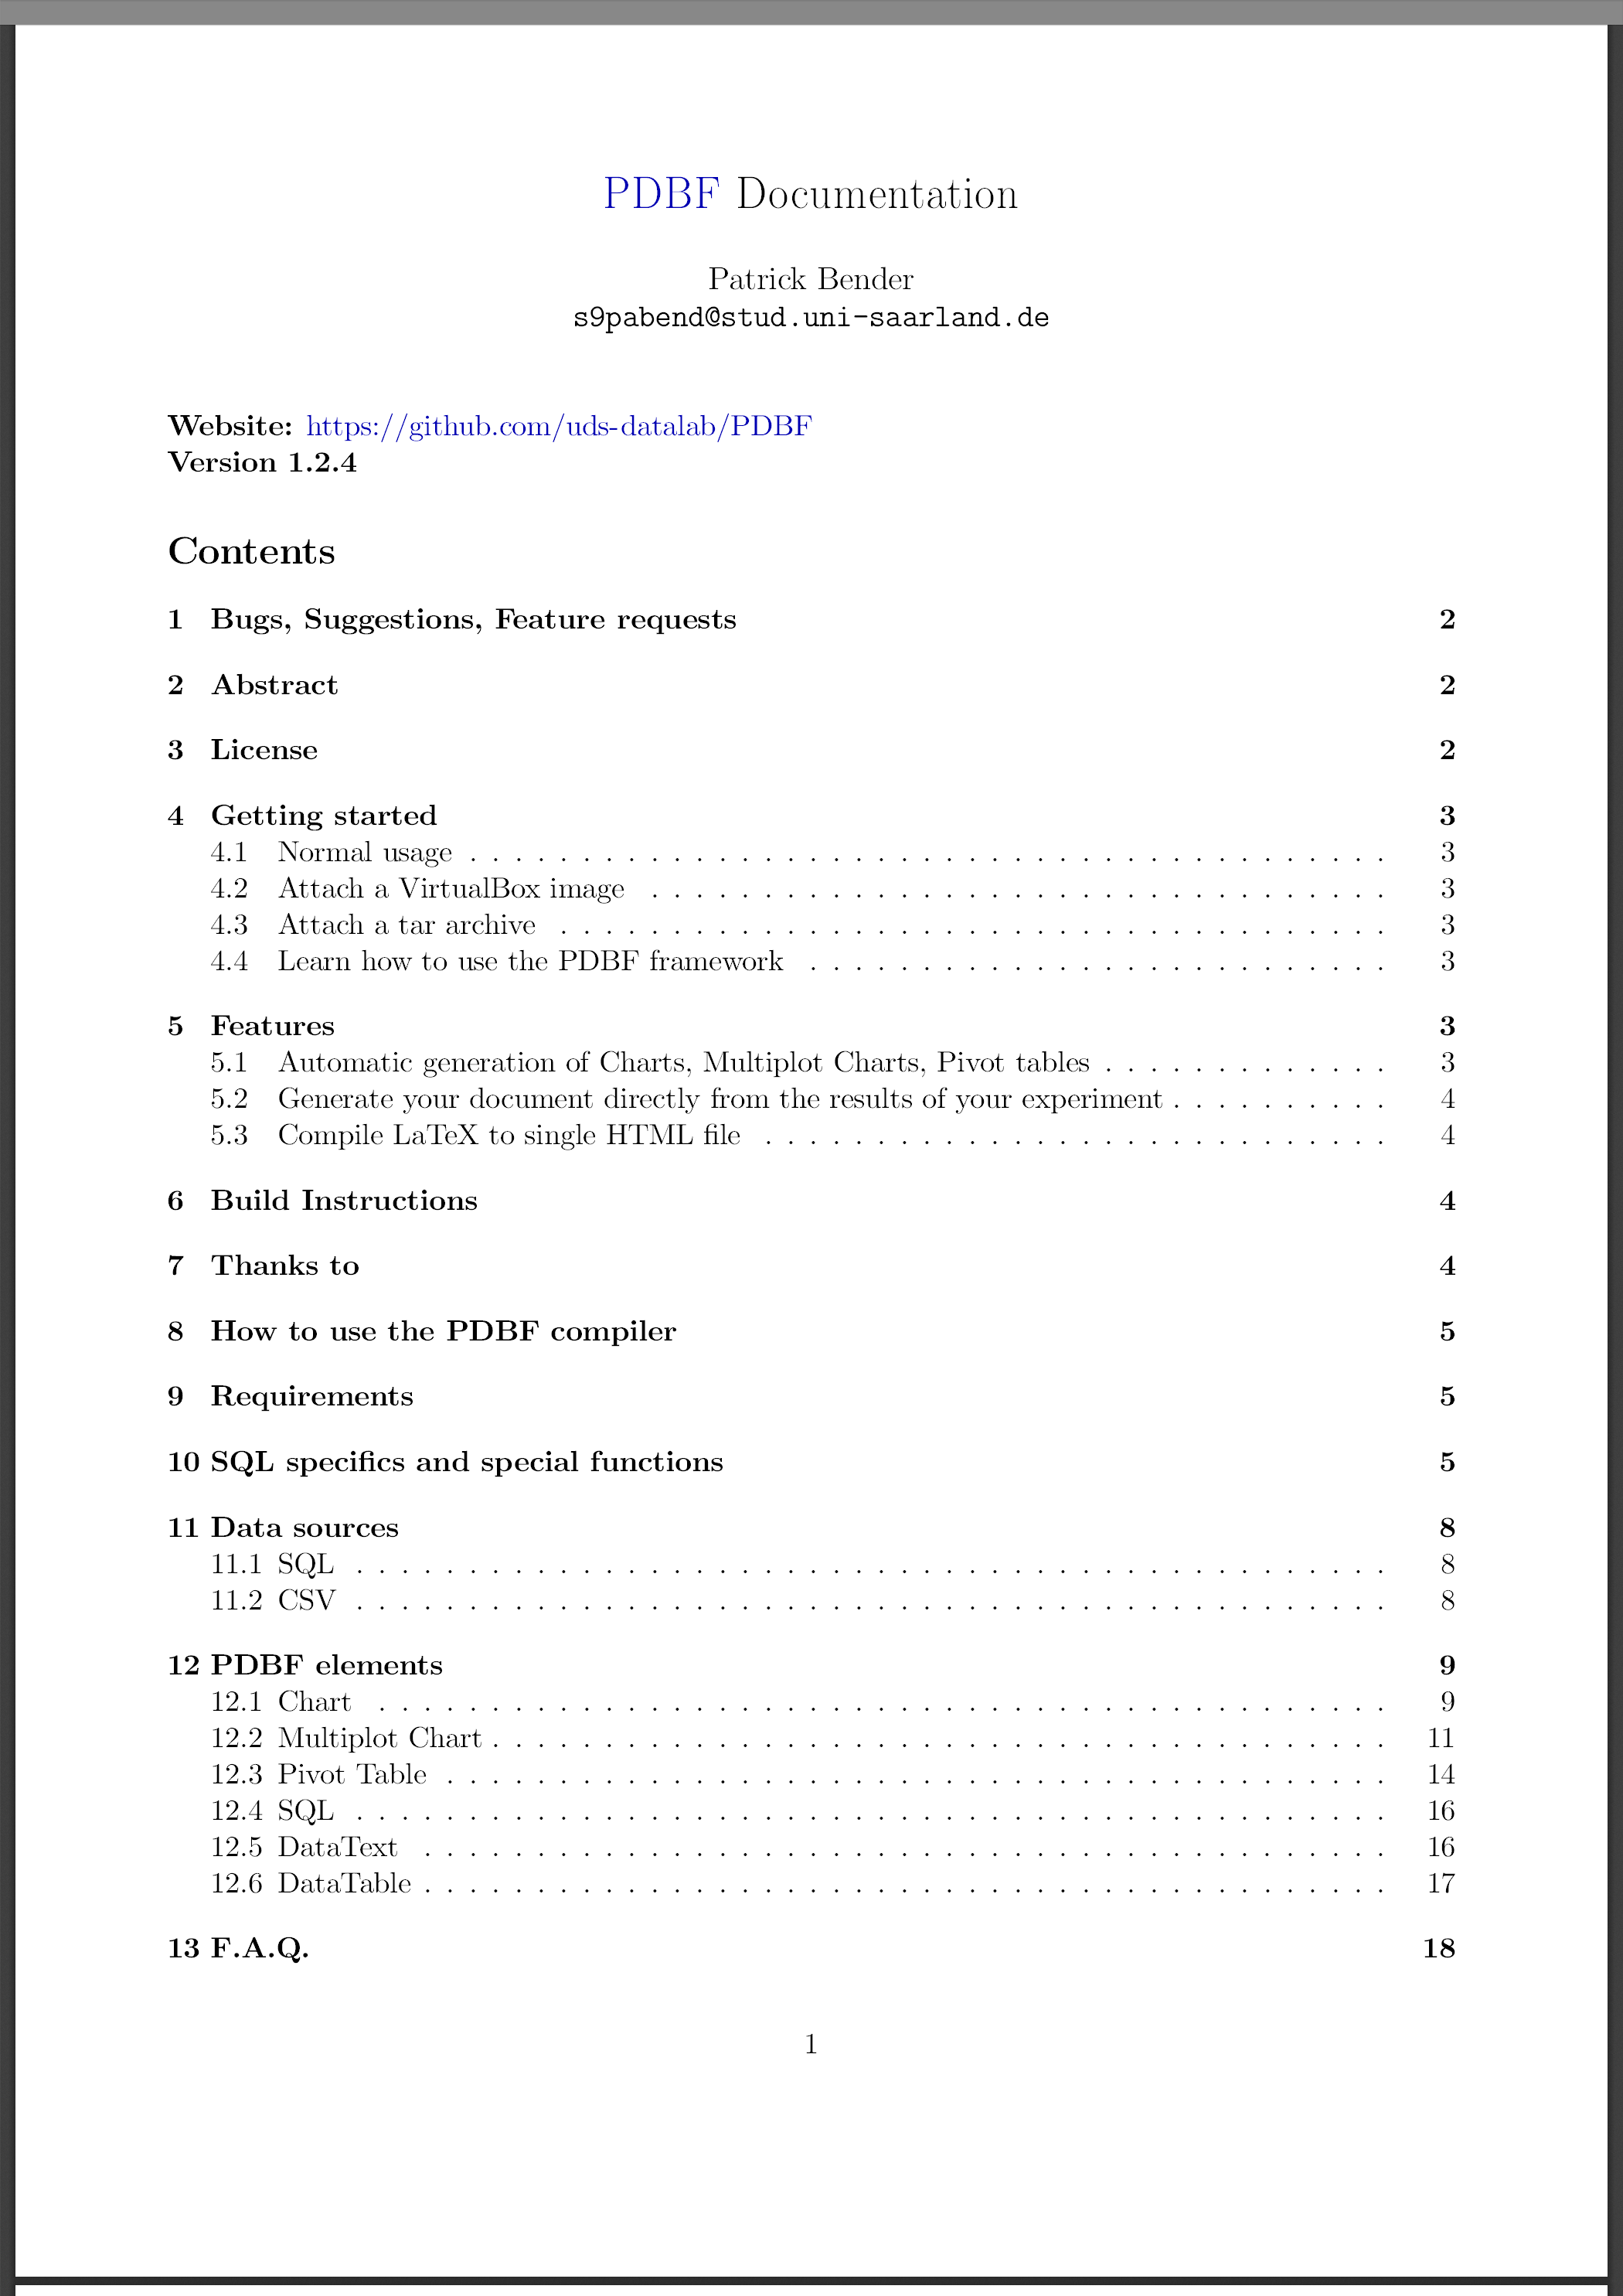 PDBF Documentation
Patrick Bender
s9pabend@stud.uni-saarland.de
Website: https://github.com/uds-datalab/PDBF
Version 1.2.4
Contents
1 Bugs, Suggestions, Feature requests 2
2 Abstract 2
3 License 2
4 Getting started 3
4.1 Normal usage . . . . . . . . . . . . . . . . . . . . . . . . . . . . . . . . . . . . . . . . . 3
4.2 Attach a VirtualBox image . . . . . . . . . . . . . . . . . . . . . . . . . . . . . . . . . 3
4.3 Attach a tar archive . . . . . . . . . . . . . . . . . . . . . . . . . . . . . . . . . . . . . 3
4.4 Learn how to use the PDBF framework . . . . . . . . . . . . . . . . . . . . . . . . . . 3
5 Features 3
5.1 Automatic generation of Charts, Multiplot Charts, Pivot tables . . . . . . . . . . . . . 3
5.2 Generate your document directly from the results of your experiment . . . . . . . . . . 4
5.3 Compile LaTeX to single HTML file . . . . . . . . . . . . . . . . . . . . . . . . . . . . 4
6 Build Instructions 4
7 Thanks to 4
8 How to use the PDBF compiler 5
9 Requirements 5
10 SQL specifics and special functions 5
11 Data sources 8
11.1 SQL . . . . . . . . . . . . . . . . . . . . . . . . . . . . . . . . . . . . . . . . . . . . . . 8
11.2 CSV . . . . . . . . . . . . . . . . . . . . . . . . . . . . . . . . . . . . . . . . . . . . . . 8
12 PDBF elements 9
12.1 Chart . . . . . . . . . . . . . . . . . . . . . . . . . . . . . . . . . . . . . . . . . . . . . 9
12.2 Multiplot Chart . . . . . . . . . . . . . . . . . . . . . . . . . . . . . . . . . . . . . . . . 11
12.3 Pivot Table . . . . . . . . . . . . . . . . . . . . . . . . . . . . . . . . . . . . . . . . . . 14
12.4 SQL . . . . . . . . . . . . . . . . . . . . . . . . . . . . . . . . . . . . . . . . . . . . . . 16
12.5 DataText . . . . . . . . . . . . . . . . . . . . . . . . . . . . . . . . . . . . . . . . . . . 16
12.6 DataTable . . . . . . . . . . . . . . . . . . . . . . . . . . . . . . . . . . . . . . . . . . . 17
13 F.A.Q. 18
1